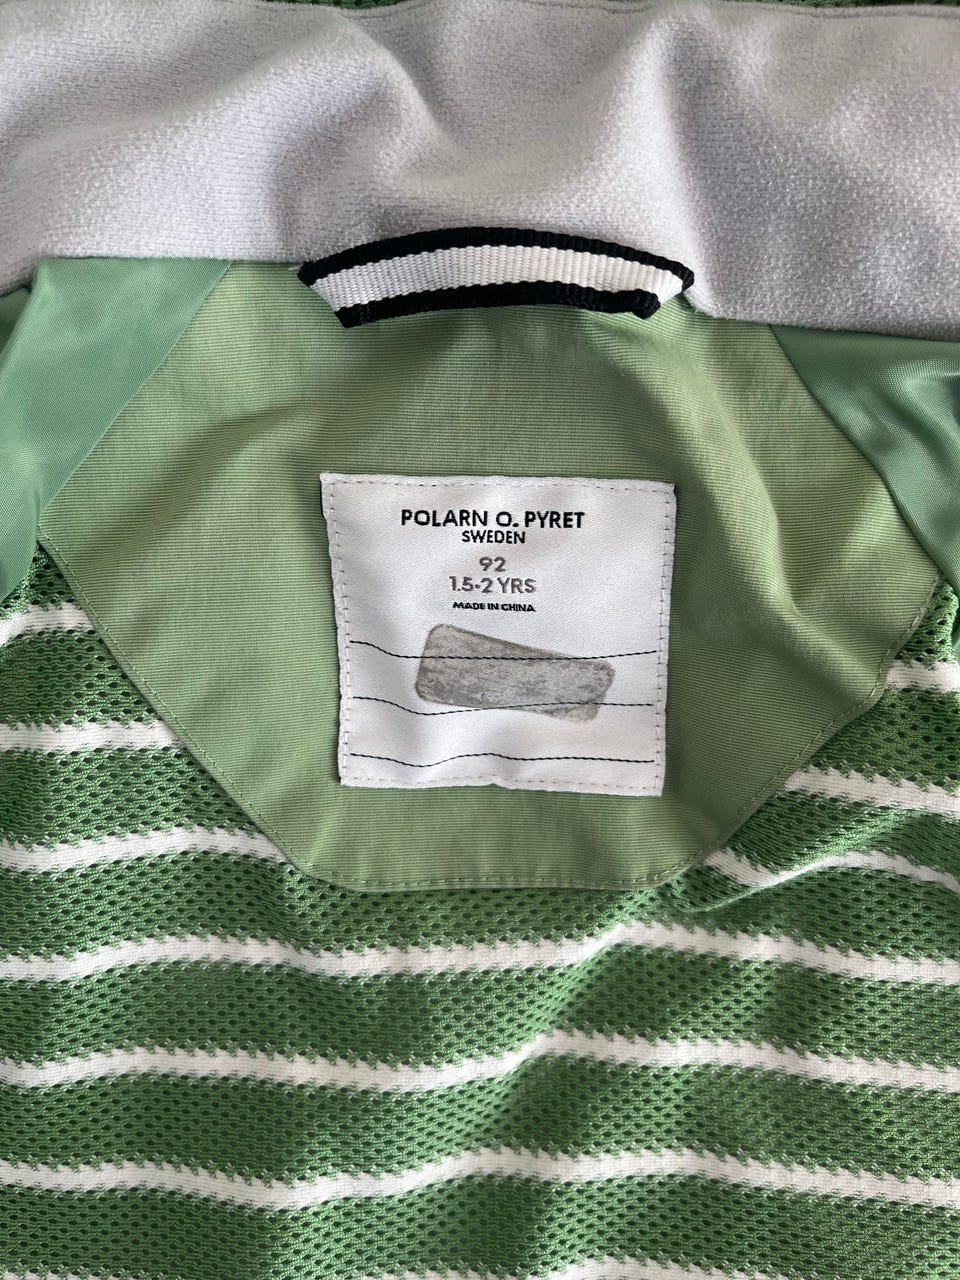 POLARN O. PYRET
SWEDEN
92
1.5-2 YRS
MADE IN CHINA